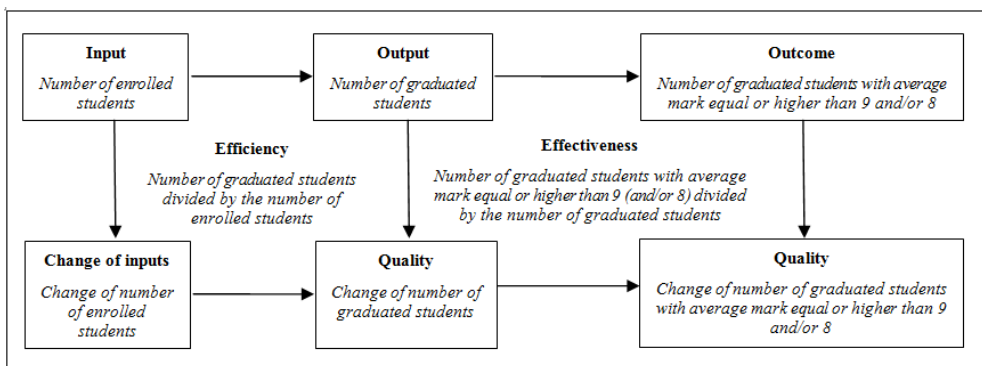 Input
Number of enrolled
students
Output
Number of graduated
students
Outcome
Number of graduated students with average
mark equal or higher than 9 and/or 8
Efficiency
Number of graduated students
divided by the number of
enrolled students
Effectiveness
Number of graduated students with average
mark equal or higher than 9 (and/or 8) divided
by the number of graduated students
Change of inputs
Change of number
of enrolled
students
Quality
Change of number of
graduated students
Quality
Change of number of graduated students
with average mark equal or higher than 9
and/or 8